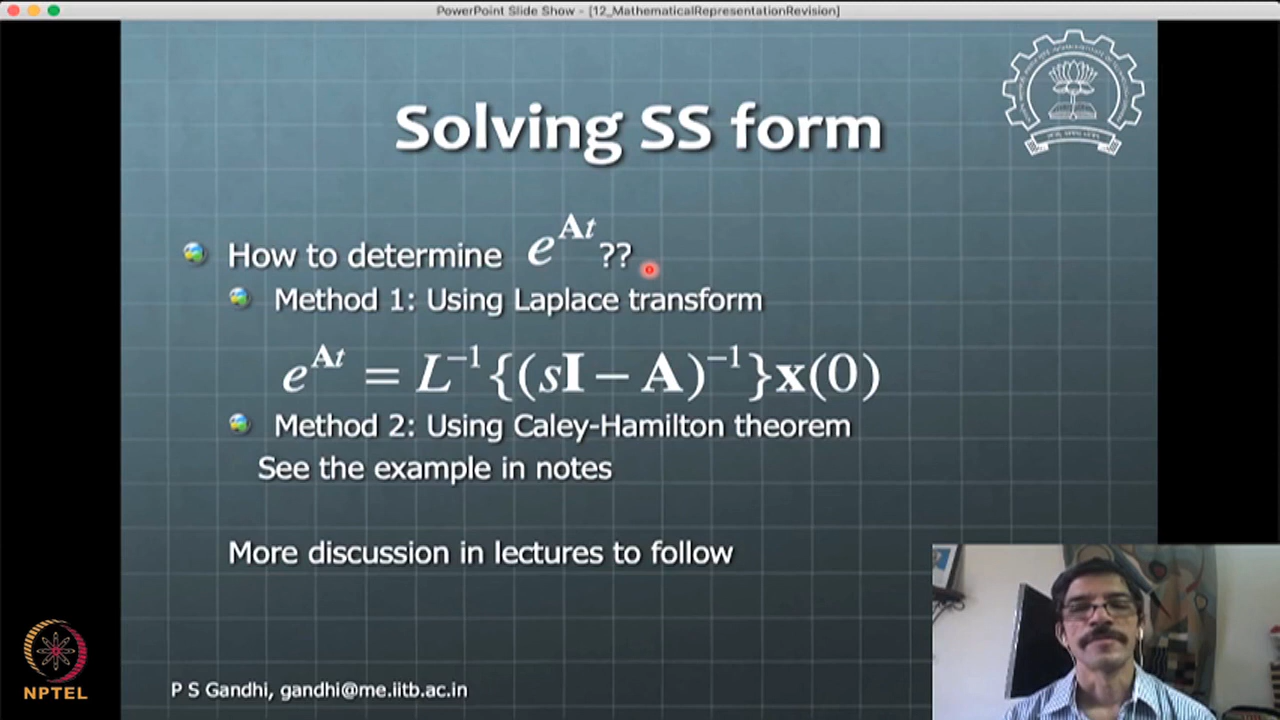 PowerPoint Slide Show - [12_MathematicalRepresentationRevision]
Solving SS form
How to determine e^{At} ??
Method 1: Using Laplace transform
e^{At} = L^{-1}{(sI − A)^{-1}}x(0)
Method 2: Using Caley-Hamilton theorem
See the example in notes
More discussion in lectures to follow
P S Gandhi, gandhi@me.iitb.ac.in
NPTEL